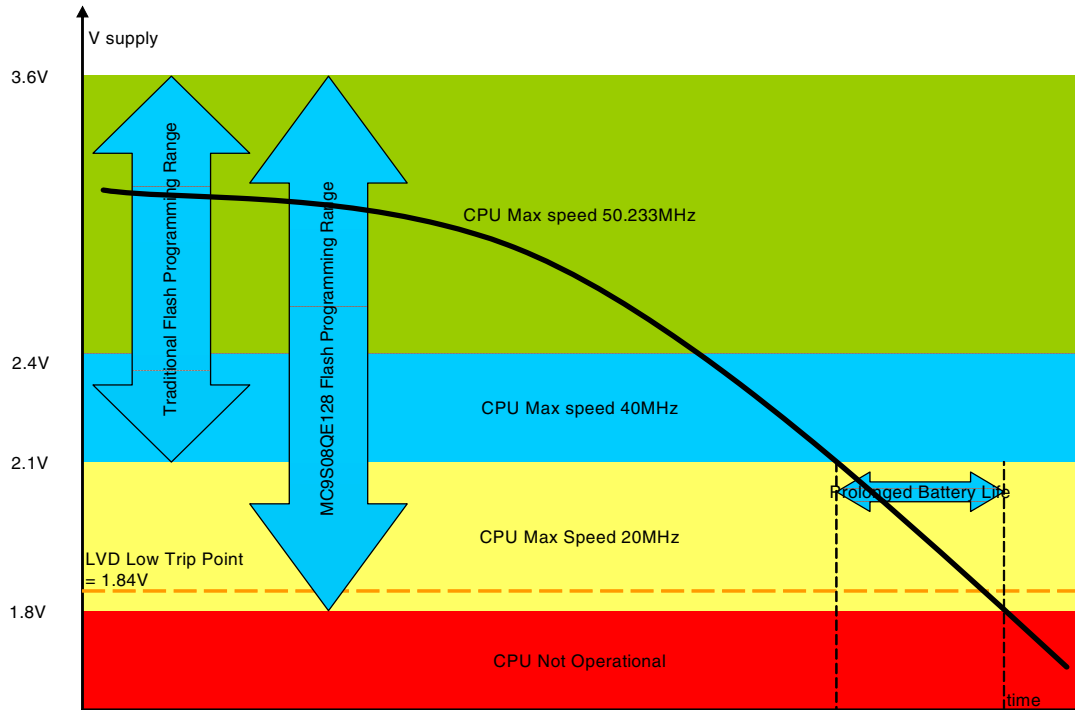 V supply
3.6V
Traditional Flash Programming Range
MC9S08QE128 Flash Programming Range
CPU Max speed 50.233MHz
2.4V
CPU Max speed 40MHz
2.1V
Prolonged Battery Life
CPU Max Speed 20MHz
LVD Low Trip Point
= 1.84V
1.8V
CPU Not Operational
time